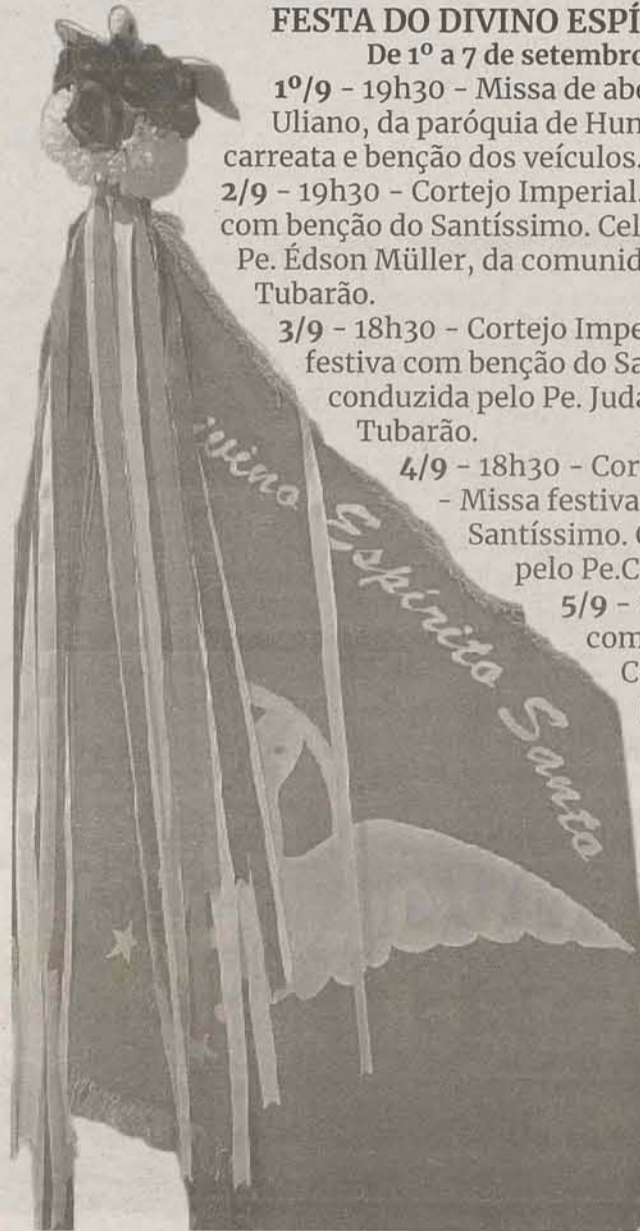 FESTA DO DIVINO ESPÍ
De 1º a 7 de setembro
1º/9 - 19h30 - Missa de abe
Uliano, da paróquia de Hun
carreata e benção dos veículos.
2/9 - 19h30 - Cortejo Imperial.
com benção do Santíssimo. Cel
Pe. Édson Müller, da comunid
Tubarão.
3/9 - 18h30 - Cortejo Impe
festiva com benção do Sa
conduzida pelo Pe. Juda
Tubarão.
4/9 - 18h30 - Cor
- Missa festiva
Santíssimo. C
pelo Pe.C
5/9 -
com
C
ivino Espírito Santo